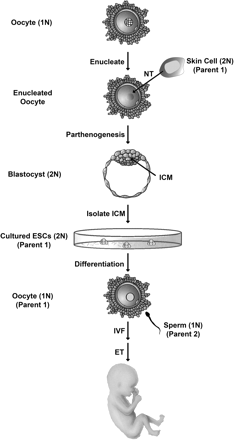 Oocyte (1N)
Enucleate
Skin Cell (2N)
(Parent 1)
NT
Enucleated
Oocyte
Parthenogenesis
Blastocyst (2N)
ICM
Isolate ICM
Cultured ESCs (2N)
(Parent 1)
Differentiation
Oocyte (1N)
(Parent 1)
Sperm (1N)
(Parent 2)
IVF
ET